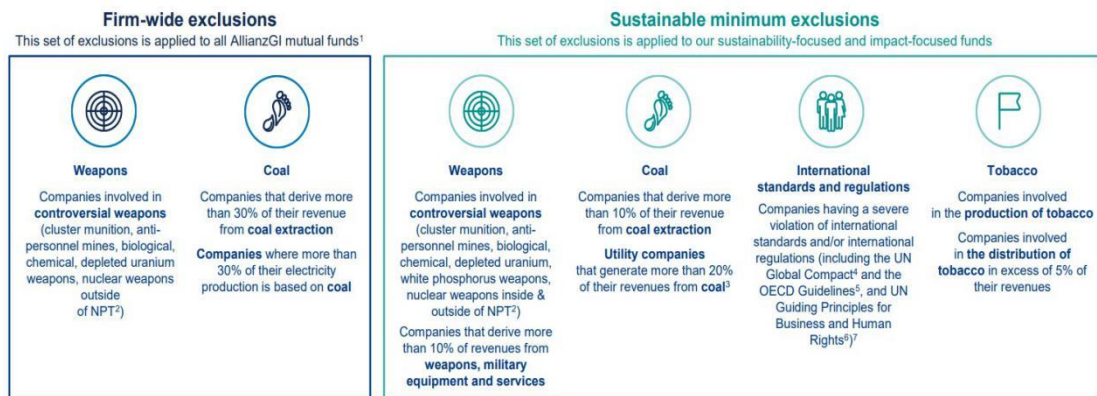 Firm-wide exclusions
This set of exclusions is applied to all AllianzGI mutual funds¹
Weapons
Companies involved in
controversial weapons
(cluster munition, anti-
personnel mines, biological,
chemical, depleted uranium
weapons, nuclear weapons
outside
of NPT²)
Coal
Companies that derive more
than 30% of their revenue
from coal extraction
Companies where more than
30% of their electricity
production is based on coal
Sustainable minimum exclusions
This set of exclusions is applied to our sustainability-focused and impact-focused funds
Weapons
Companies involved in
controversial weapons
(cluster munition, anti-
personnel mines, biological,
chemical, depleted uranium,
white phosphorus weapons,
nuclear weapons inside &
outside of NPT²)
Companies that derive more
than 10% of revenues from
weapons, military
equipment and services
Coal
Companies that derive more
than 10% of their revenue
from coal extraction
Utility companies
that generate more than 20%
of their revenues from coal³
International
standards and regulations
Companies having a severe
violation of international
standards and/or international
regulations (including the UN
Global Compact⁴ and the
OECD Guidelines⁵, and UN
Guiding Principles for
Business and Human
Rights⁶)⁷
Tobacco
Companies involved
in the production of tobacco
Companies involved
in the distribution of
tobacco in excess of 5% of
their revenues